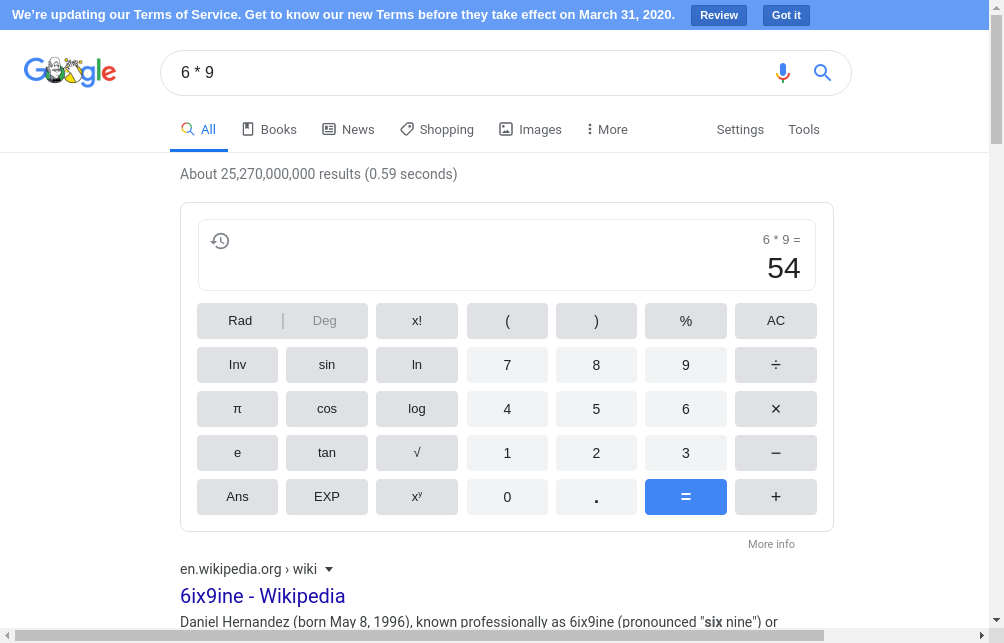 We're updating our Terms of Service. Get to know our new Terms before they take effect on March 31, 2020. Review Got it
Google
6 * 9
All Books News Shopping Images More Settings Tools
About 25,270,000,000 results (0.59 seconds)
6 * 9 =
54
Rad Deg x! ( ) % AC
Inv sin ln 7 8 9 ÷
π cos log 4 5 6 ×
e tan √ 1 2 3 −
Ans EXP xʸ 0 . = +
More info
en.wikipedia.org › wiki
6ix9ine - Wikipedia
Daniel Hernandez (born May 8, 1996), known professionally as 6ix9ine (pronounced "six nine") or